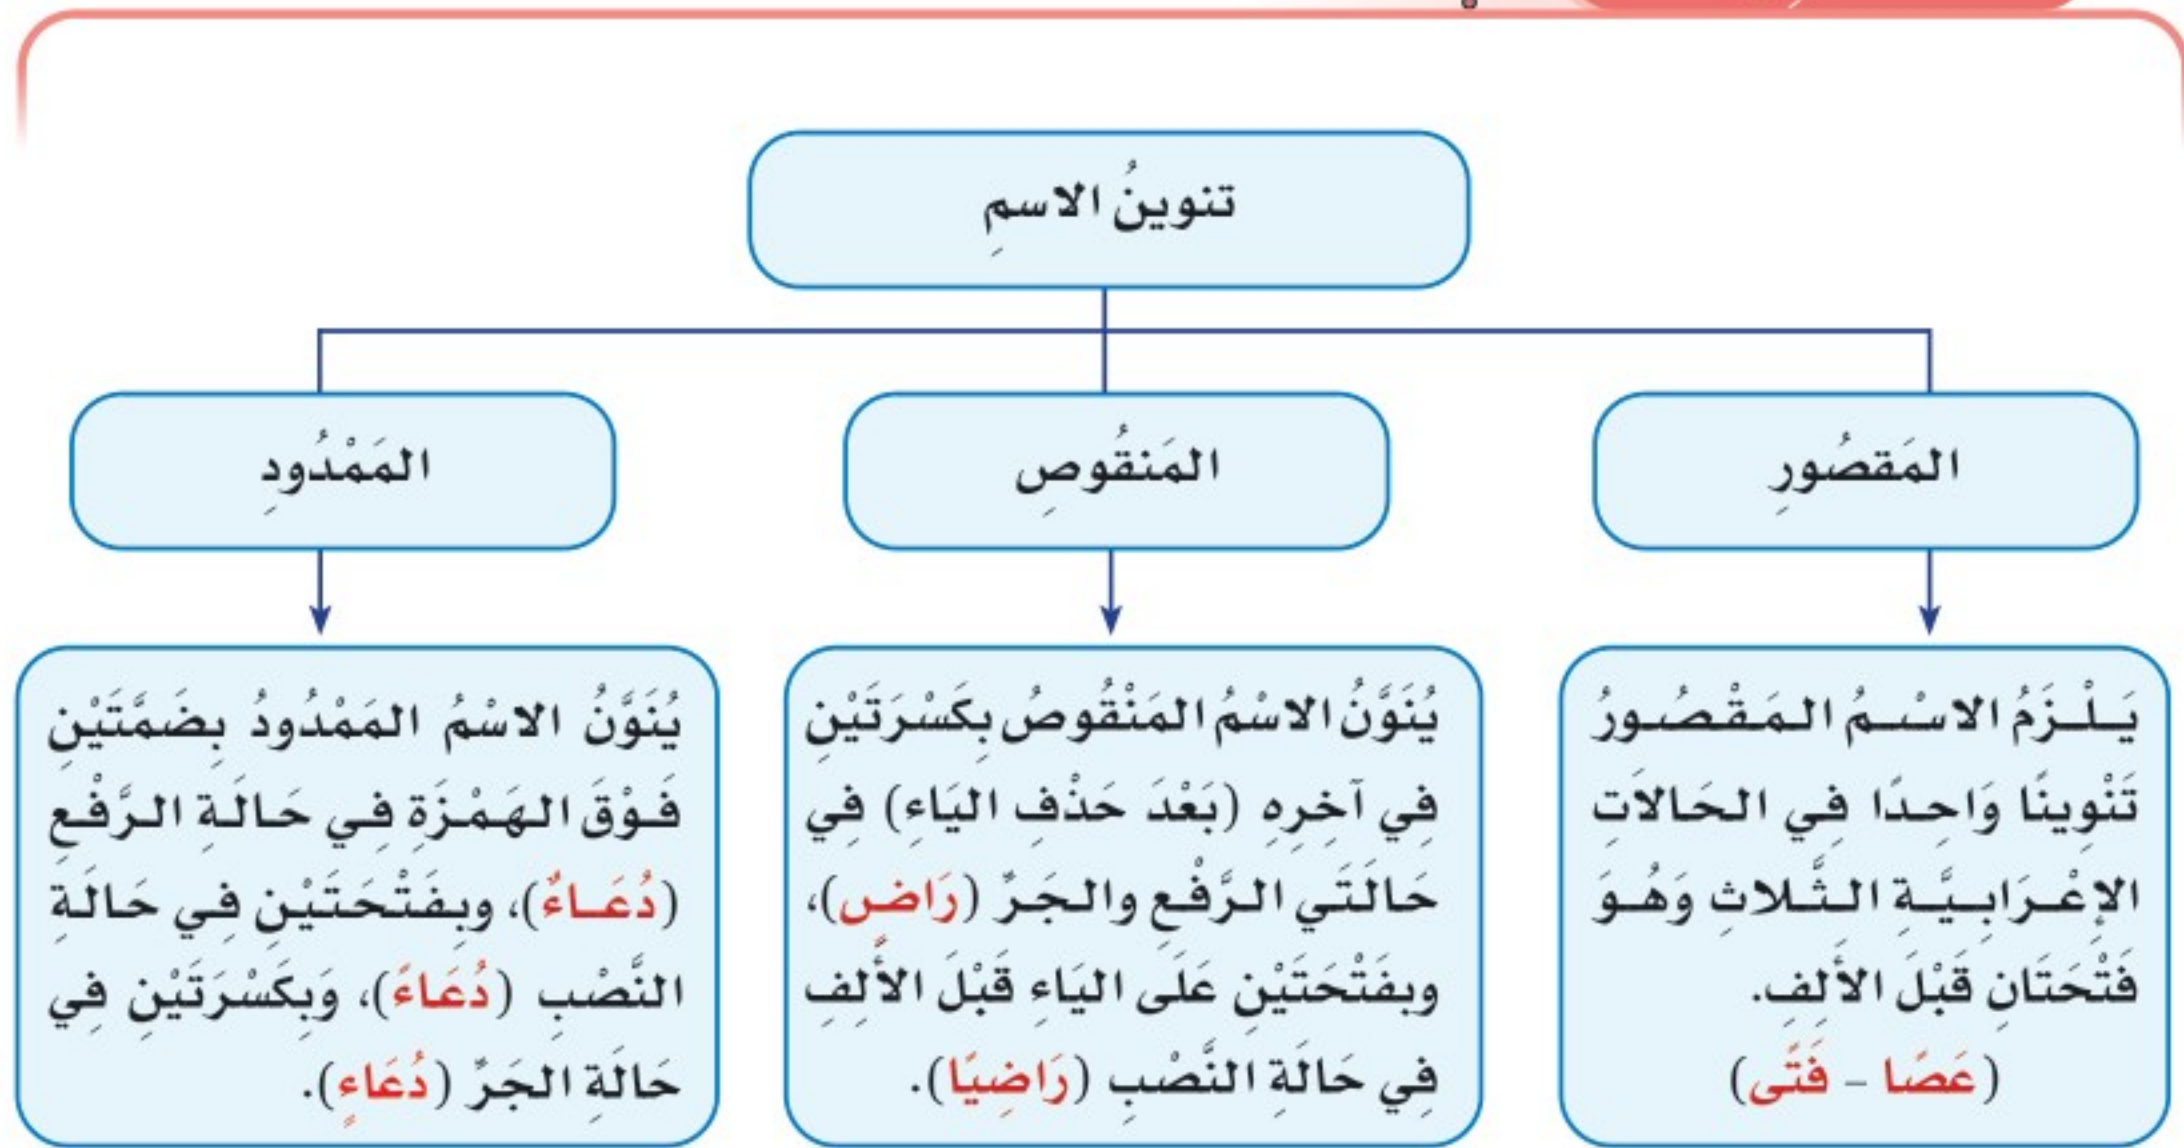 تنوينُ الاسمِ
المَقصُورِ
المَنقُوصِ
المَمْدُودِ
يَلْزَمُ الاسْمُ المَقْصُورُ
تَنْوِينًا وَاحِدًا فِي الحَالَاتِ
الإِعْرَابِيَّةِ الثَّلاثِ وَهُوَ
فَتْحَتَانِ قَبْلَ الأَلِفِ.
(عَصًا - فَتًى)
يُنَوَّنُ الاسْمُ المَنْقُوصُ بِكَسْرَتَيْنِ
فِي آخِرِهِ (بَعْدَ حَذْفِ اليَاءِ) فِي
حَالَتَي الرَّفْعِ والجَرِّ (رَاضٍ)،
وبِفَتْحَتَيْنِ عَلَى اليَاءِ قَبْلَ الأَلِفِ
فِي حَالَةِ النَّصْبِ (رَاضِيًا).
يُنَوَّنُ الاسْمُ المَمْدُودُ بِضَمَّتَيْنِ
فَوْقَ الهَمْزَةِ فِي حَالَةِ الرَّفْعِ
(دُعَاءٌ)، وبِفَتْحَتَيْنِ فِي حَالَةِ
النَّصْبِ (دُعَاءً)، وَبِكَسْرَتَيْنِ فِي
حَالَةِ الجَرِّ (دُعَاءٍ).